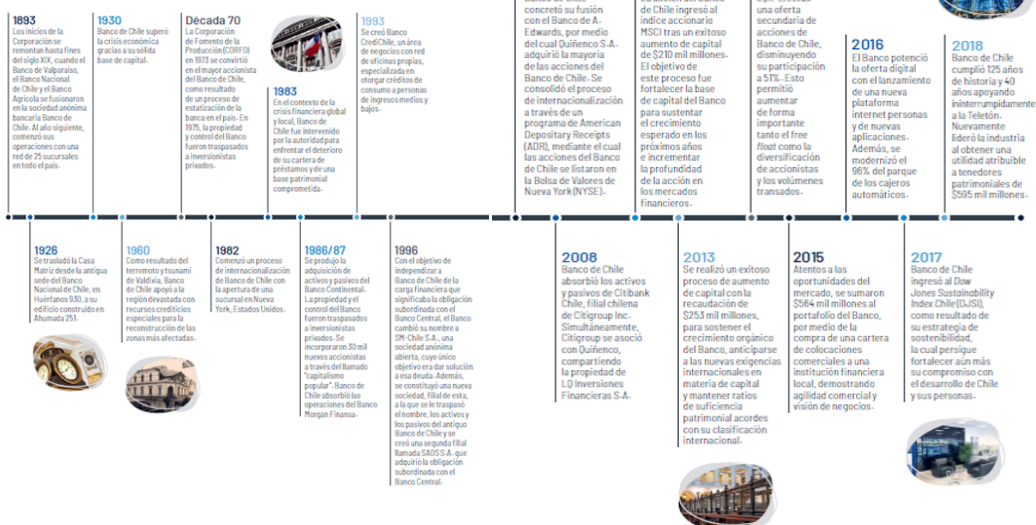 1893
Los inicios de la
Corporación se
remontan hasta fines
del siglo XIX, cuando el
Banco de Valparaíso,
el Banco Nacional
de Chile y el Banco
Agrícola se fusionaron
en la sociedad anónima
bancaria Banco de
Chile. Al año siguiente,
comenzó sus
operaciones con una
red de 25 sucursales
en todo el país.
1930
Banco de Chile superó
la crisis económica
gracias a su sólida
base de capital.
Década 70
La Corporación
de Fomento de la
Producción (CORFO)
en 1973 se convirtió
en el mayor accionista
de Banco de Chile,
como resultado
de un proceso de
estatización de la
banca en el país. En
1975, la propiedad
y control del Banco
fueron traspasados
a inversionistas
privados.
1983
En el contexto de la
crisis financiera global
y local, Banco de
Chile fue intervenido
por la autoridad para
enfrentar el deterioro
de su cartera de
préstamos y de una
base patrimonial
comprometida.
1993
Se creó Banco
CrediChile, un área
de negocios con red
de oficinas propias,
especializada en
otorgar créditos de
consumo a personas
de ingresos medios y
bajos.
1926
Se trasladó la Casa
Matriz desde la antigua
sede del Banco
Nacional de Chile, en
Huérfanos 930, a su
edificio construido en
Ahumada 251.
1960
Como resultado del
terremoto y tsunami
de Valdivia, Banco
de Chile apoyó a la
región devastada con
recursos crediticios
especiales para la
reconstrucción de las
zonas más afectadas.
1982
Comenzó un proceso
de internacionalización
de Banco de Chile con
la apertura de una
sucursal en Nueva
York, Estados Unidos.
1986/87
Se produjo la
adquisición de
activos y pasivos del
Banco Continental.
La propiedad y el
control del Banco
fueron traspasados
a inversionistas
privados. Se
incorporaron 30 mil
nuevos accionistas
a través del llamado
"capitalismo
popular". Banco de
Chile absorbió las
operaciones del Banco
Morgan Finansa.
1996
Con el objetivo de
independizar a
Banco de Chile de la
carga financiera que
significaba la obligación
subordinada con el
Banco Central, el Banco
cambió su nombre a
SM-Chile S.A., una
sociedad anónima
abierta, cuyo único
objetivo era dar solución
a esa deuda. Además,
se constituyó una nueva
sociedad, filial de esta,
a la que se le traspasó
el nombre, los activos y
los pasivos del antiguo
Banco de Chile y se
creó una segunda filial
llamada SAOS S.A. que
adquirió la obligación
subordinada con el
Banco Central.
concretó su fusión
con el Banco de A.
Edwards, por medio
del cual Quiñenco S.A.
adquirió la mayoría
de las acciones del
Banco de Chile. Se
consolidó el proceso
de internacionalización
a través de un
programa de American
Depositary Receipts
(ADR), mediante el cual
las acciones del Banco
de Chile se listaron en
la Bolsa de Valores de
Nueva York (NYSE).
de Chile ingresó al
índice accionario
MSCI tras un exitoso
aumento de capital
de $210 mil millones.
El objetivo de
este proceso fue
fortalecer la base
de capital del Banco
para sustentar
el crecimiento
esperado en los
próximos años
e incrementar
la profundidad
de la acción en
los mercados
financieros.
una oferta
secundaria de
acciones de
Banco de Chile,
disminuyendo
su participación
a 51%. Esto
permitió
aumentar
de forma
importante
tanto el free
float como la
diversificación
de accionistas
y los volúmenes
transados.
2016
El Banco potenció
la oferta digital
con el lanzamiento
de una nueva
plataforma
internet personas
y de nuevas
aplicaciones.
Además, se
modernizó el
96% del parque
de los cajeros
automáticos.
2018
Banco de Chile
cumplió 125 años
de historia y 40
años apoyando
ininterrumpidamente
a la Teletón.
Nuevamente
lideró la industria
al obtener una
utilidad atribuible
a tenedores
patrimoniales de
$595 mil millones.
2008
Banco de Chile
absorbió los activos
y pasivos de Citibank
Chile, filial chilena
de Citigroup Inc.
Simultáneamente,
Citigroup se asoció
con Quiñenco,
compartiendo
la propiedad de
LQ Inversiones
Financieras S.A.
2013
Se realizó un exitoso
proceso de aumento
de capital con la
recaudación de
$253 mil millones,
para sostener el
crecimiento orgánico
del Banco, anticiparse
a las nuevas exigencias
internacionales en
materia de capital
y mantener ratios
de suficiencia
patrimonial acordes
con su clasificación
internacional.
2015
Atentos a las
oportunidades del
mercado, se sumaron
$564 mil millones al
portafolio del Banco,
por medio de la
compra de una cartera
de colocaciones
comerciales a una
institución financiera
local, demostrando
agilidad comercial y
visión de negocios.
2017
Banco de Chile
ingresó al Dow
Jones Sustainability
Index Chile (DJSI),
como resultado de
su estrategia de
sostenibilidad,
la cual persigue
fortalecer aún más
su compromiso con
el desarrollo de Chile
y sus personas.